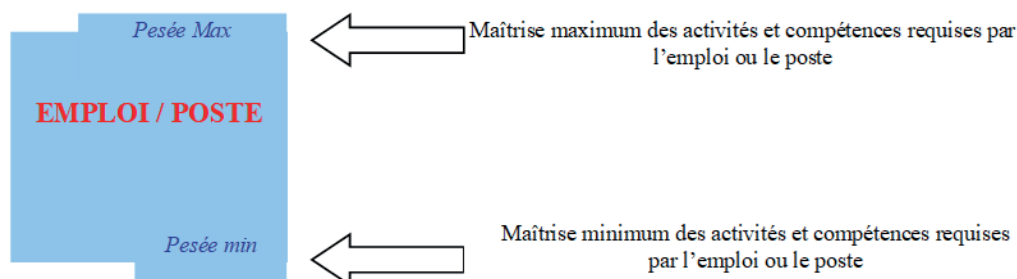 Pesée Max
Maîtrise maximum des activités et compétences requises par
l'emploi ou le poste
EMPLOI / POSTE
Pesée min
Maîtrise minimum des activités et compétences requises
par l'emploi ou le poste